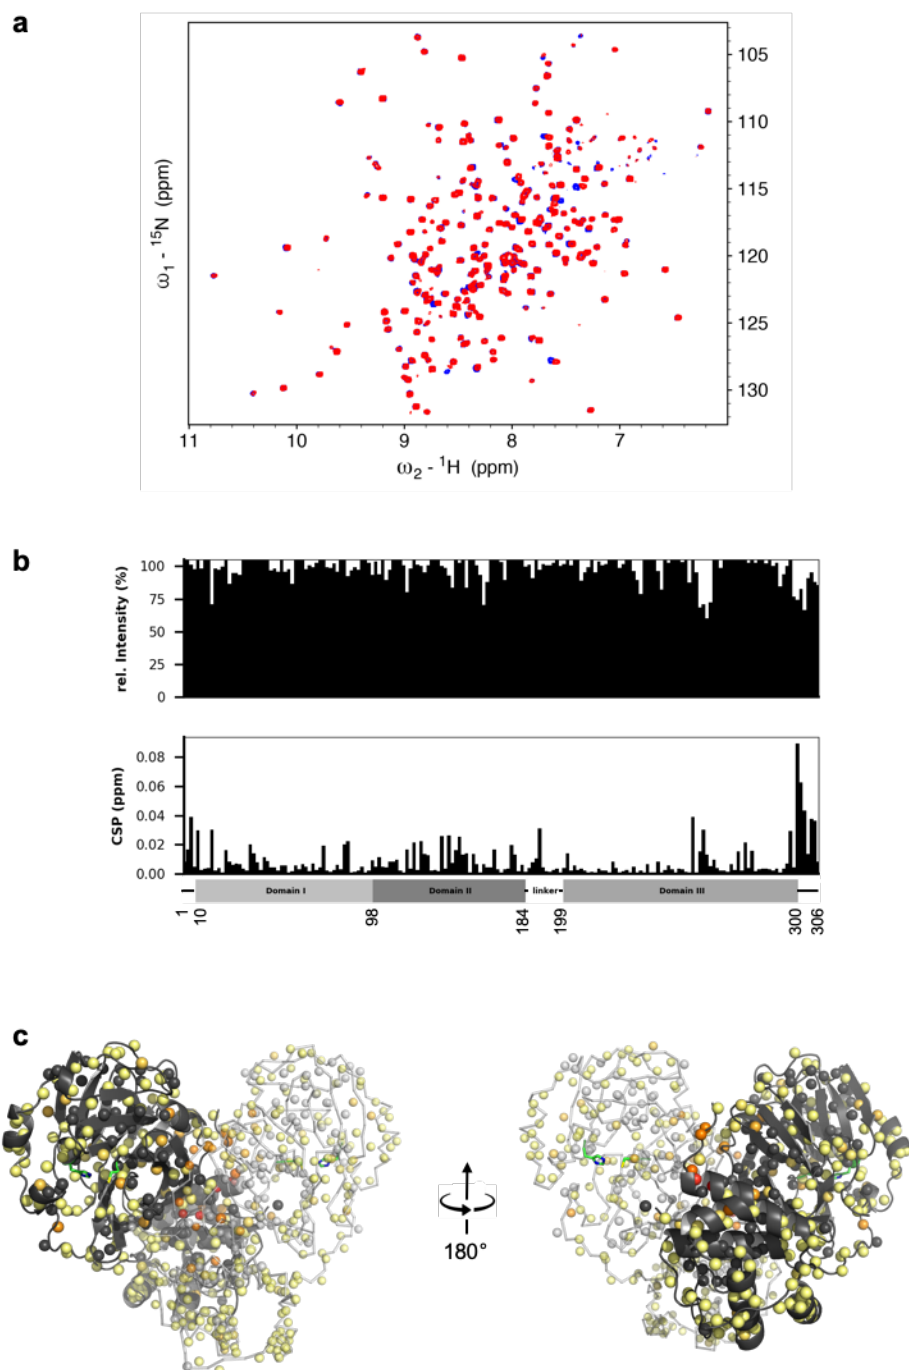 a
105
110
115
120
125
130
ω1 - 15N (ppm)
11 10 9 8 7
ω2 - 1H (ppm)
b
100
75
50
25
0
rel. Intensity (%)
0.08
0.06
0.04
0.02
0.00
CSP (ppm)
Domain I Domain II linker Domain III
1 10 98 184 199 300 306
c
180°